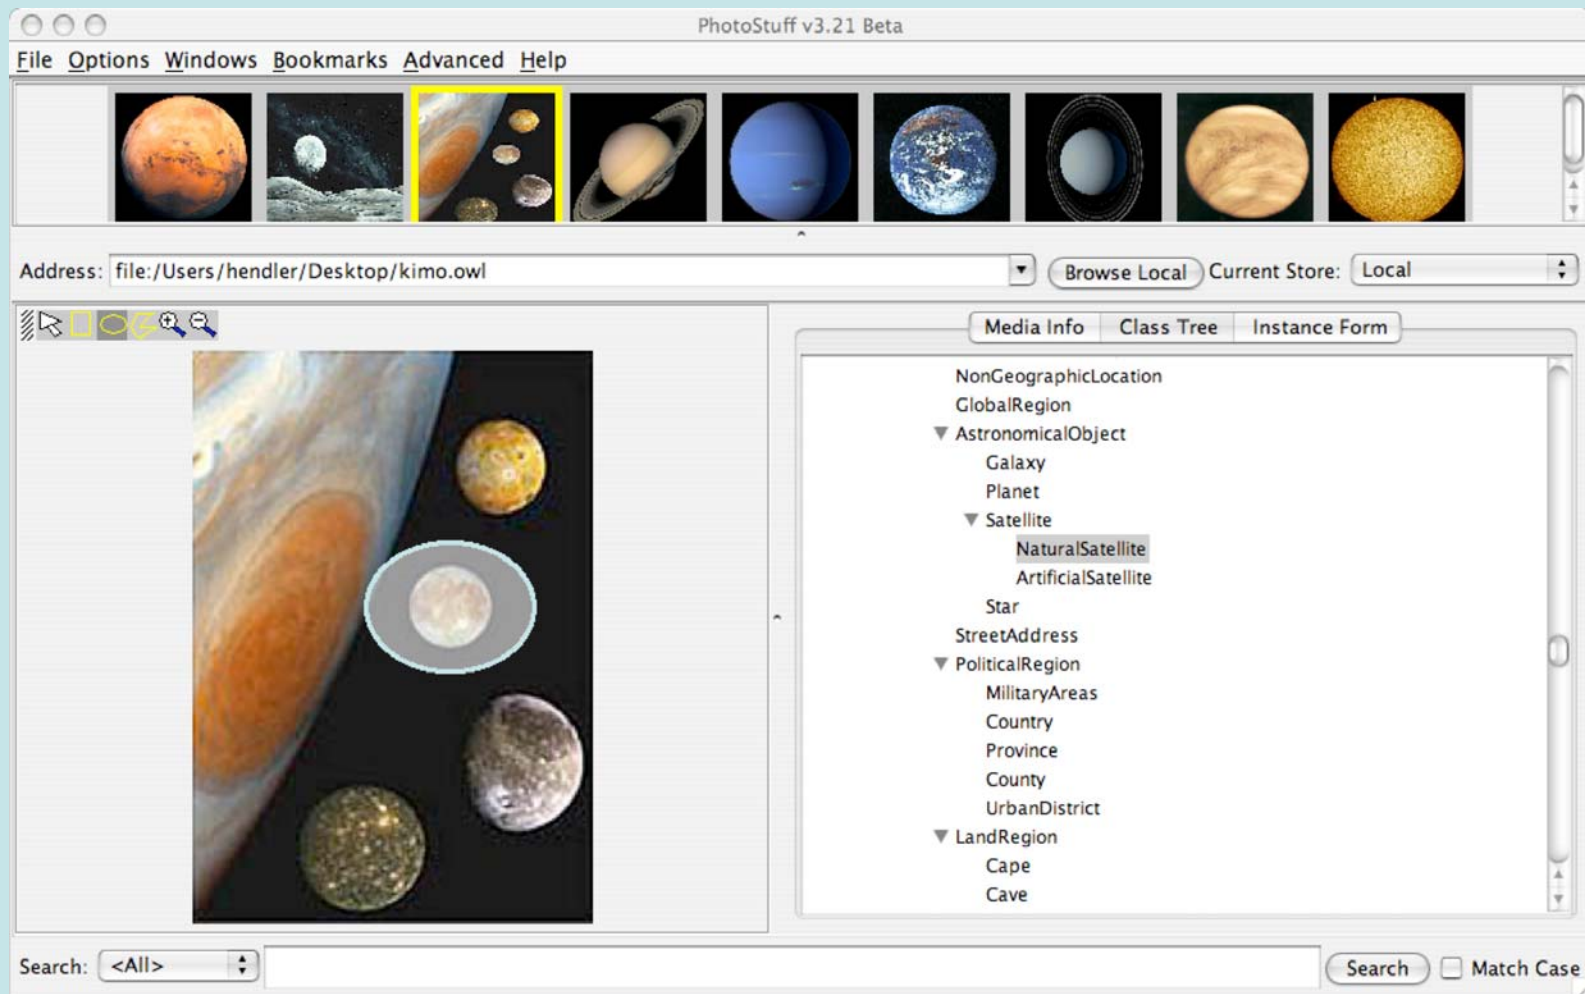 PhotoStuff v3.21 Beta
File Options Windows Bookmarks Advanced Help
Address: file:/Users/hendler/Desktop/kimo.owl Browse Local Current Store: Local
Media Info Class Tree Instance Form
NonGeographicLocation
GlobalRegion
AstronomicalObject
Galaxy
Planet
Satellite
NaturalSatellite
ArtificialSatellite
Star
StreetAddress
PoliticalRegion
MilitaryAreas
Country
Province
County
UrbanDistrict
LandRegion
Cape
Cave
Search: <All> Search Match Case